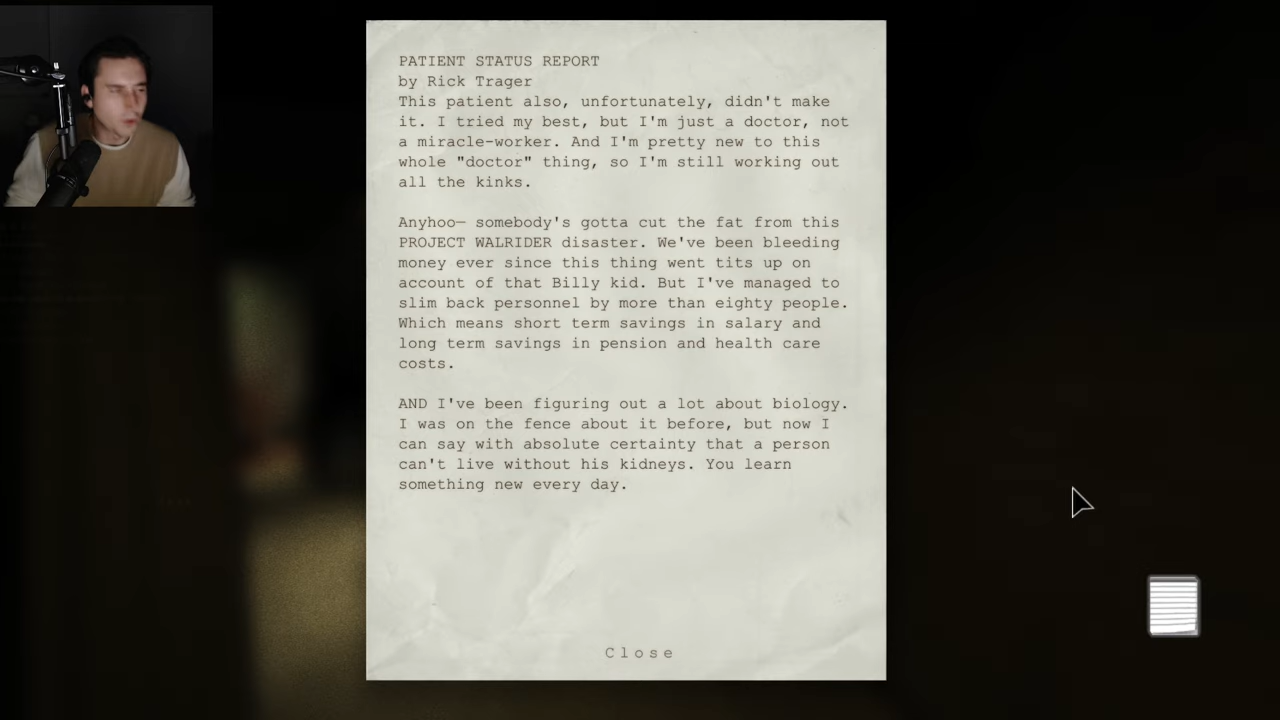 PATIENT STATUS REPORT
by Rick Trager
This patient also, unfortunately, didn't make
it. I tried my best, but I'm just a doctor, not
a miracle-worker. And I'm pretty new to this
whole "doctor" thing, so I'm still working out
all the kinks.
Anyhoo— somebody's gotta cut the fat from this
PROJECT WALRIDER disaster. We've been bleeding
money ever since this thing went tits up on
account of that Billy kid. But I've managed to
slim back personnel by more than eighty people.
Which means short term savings in salary and
long term savings in pension and health care
costs.
AND I've been figuring out a lot about biology.
I was on the fence about it before, but now I
can say with absolute certainty that a person
can't live without his kidneys. You learn
something new every day.
Close